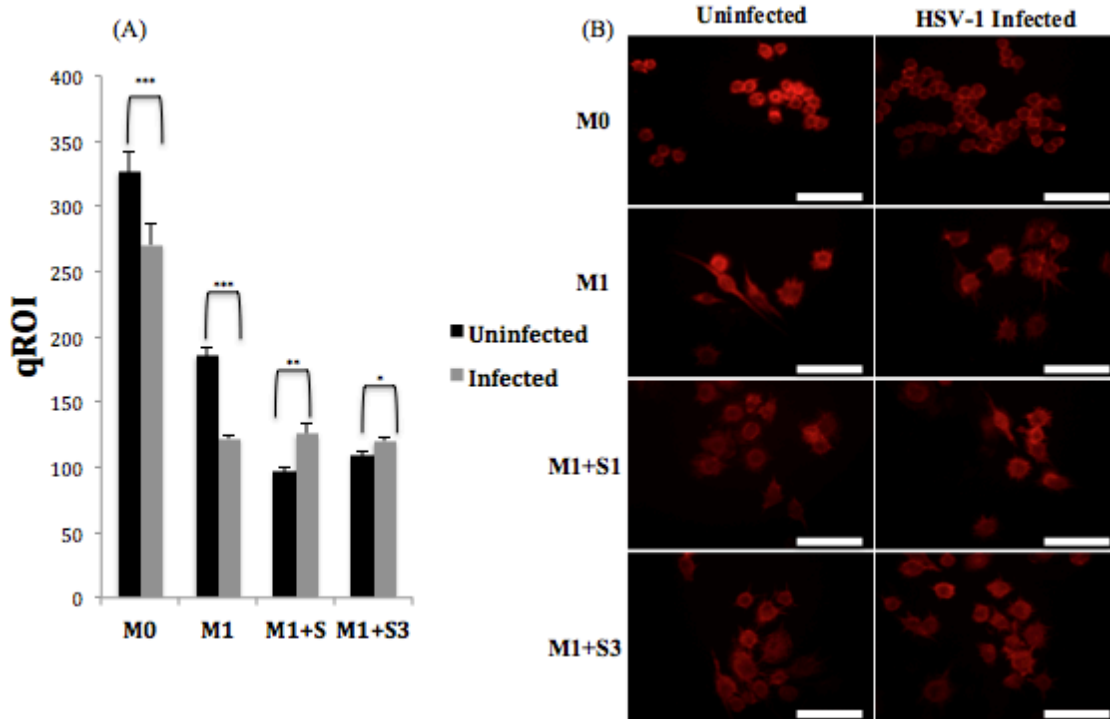 (A)
400
350
300
250
200
150
100
50
0
qROI
***
***
**
*
M0 M1 M1+S M1+S3
Uninfected
Infected
(B)
Uninfected HSV-1 Infected
M0
M1
M1+S1
M1+S3